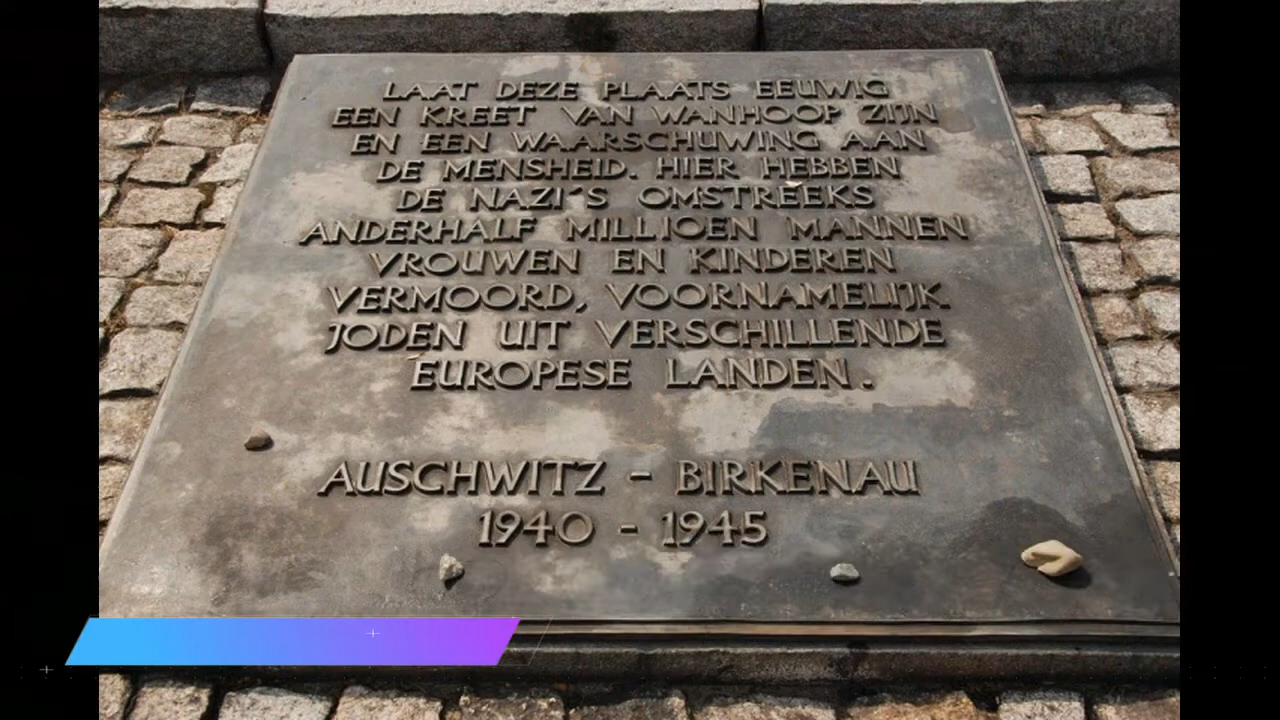 LAAT DEZE PLAATS EEUWIG
EEN KREET VAN WANHOOP ZIJN
EN EEN WAARSCHUWING AAN
DE MENSHEID. HIER HEBBEN
DE NAZI´S OMSTREEKS
ANDERHALF MILLIOEN MANNEN
VROUWEN EN KINDEREN
VERMOORD, VOORNAMELIJK
JODEN UIT VERSCHILLENDE
EUROPESE LANDEN.
AUSCHWITZ - BIRKENAU
1940 - 1945